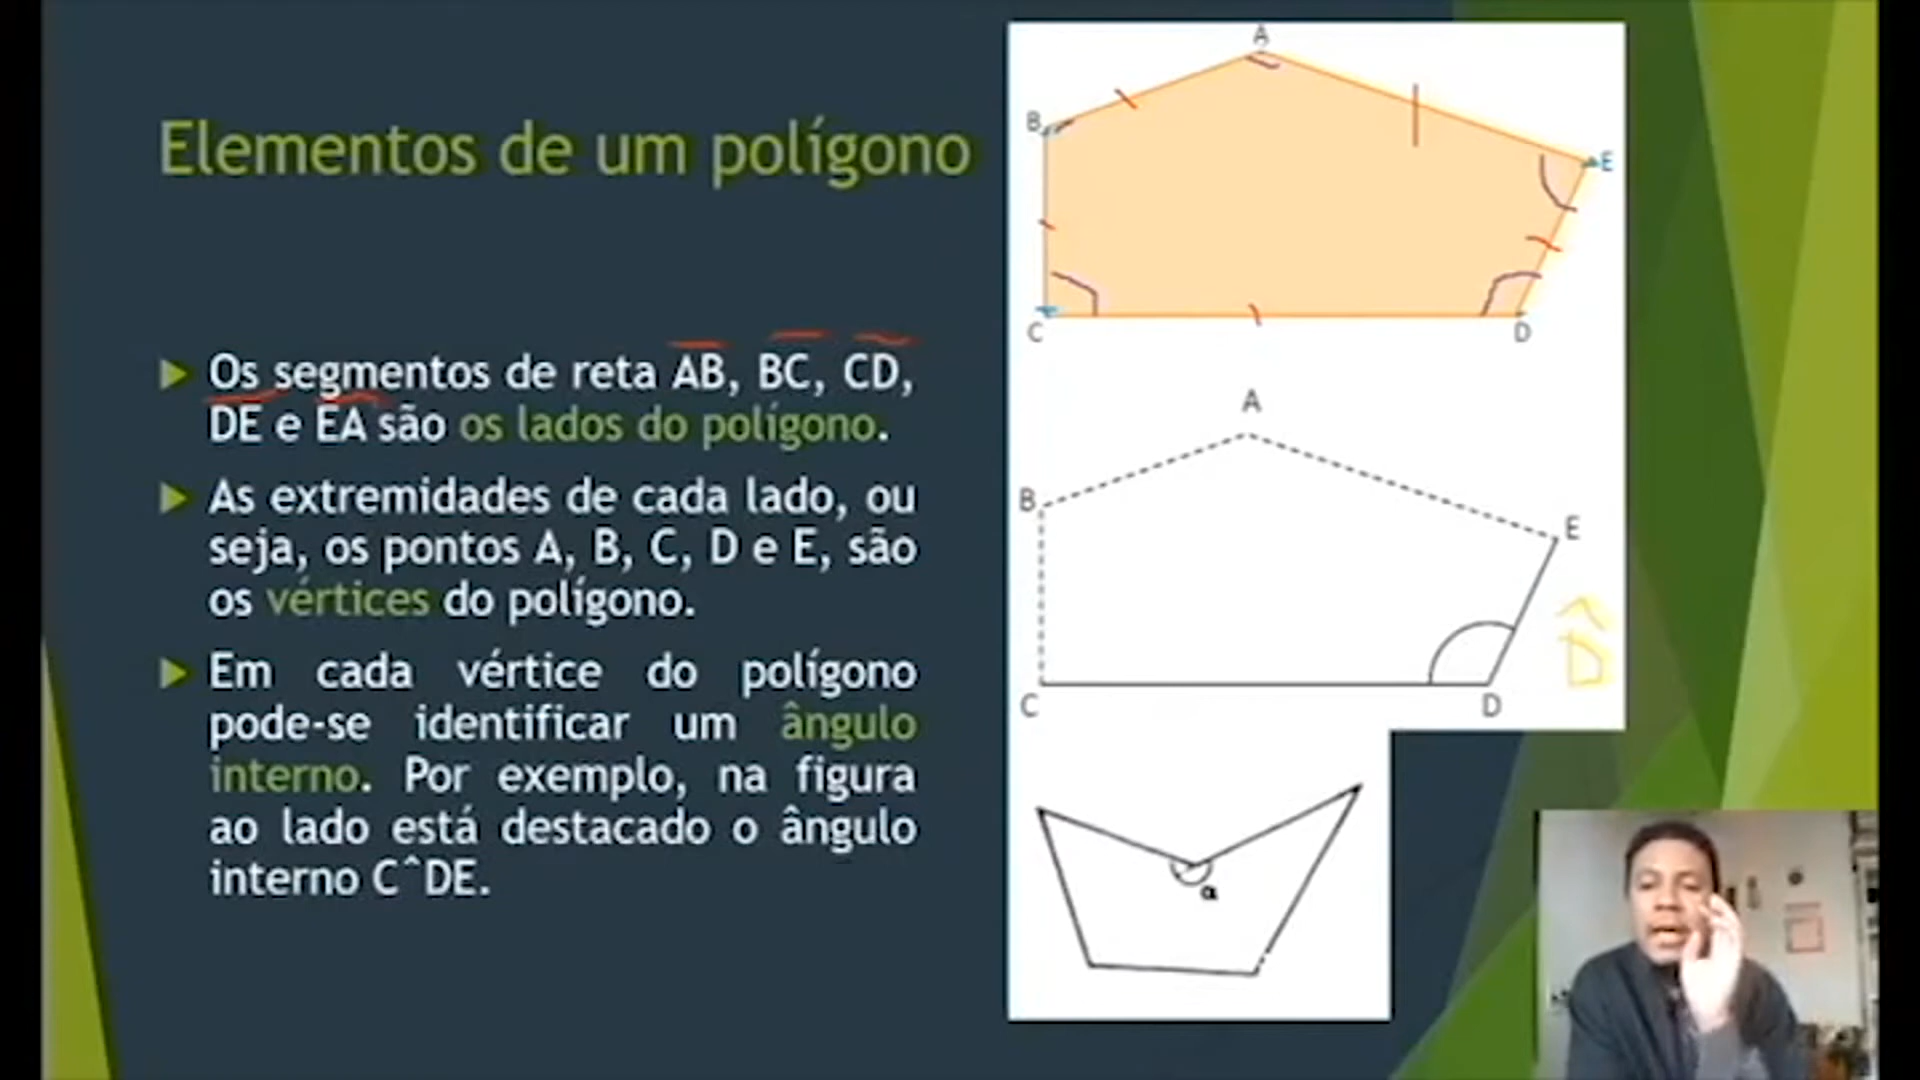 Elementos de um polígono
Os segmentos de reta AB, BC, CD,
DE e EA são os lados do polígono.
As extremidades de cada lado, ou
seja, os pontos A, B, C, D e E, são
os vértices do polígono.
Em cada vértice do polígono
pode-se identificar um ângulo
interno. Por exemplo, na figura
ao lado está destacado o ângulo
interno CˆDE.
A
B
E
C
D
A
B
E
D̂
C
D
α